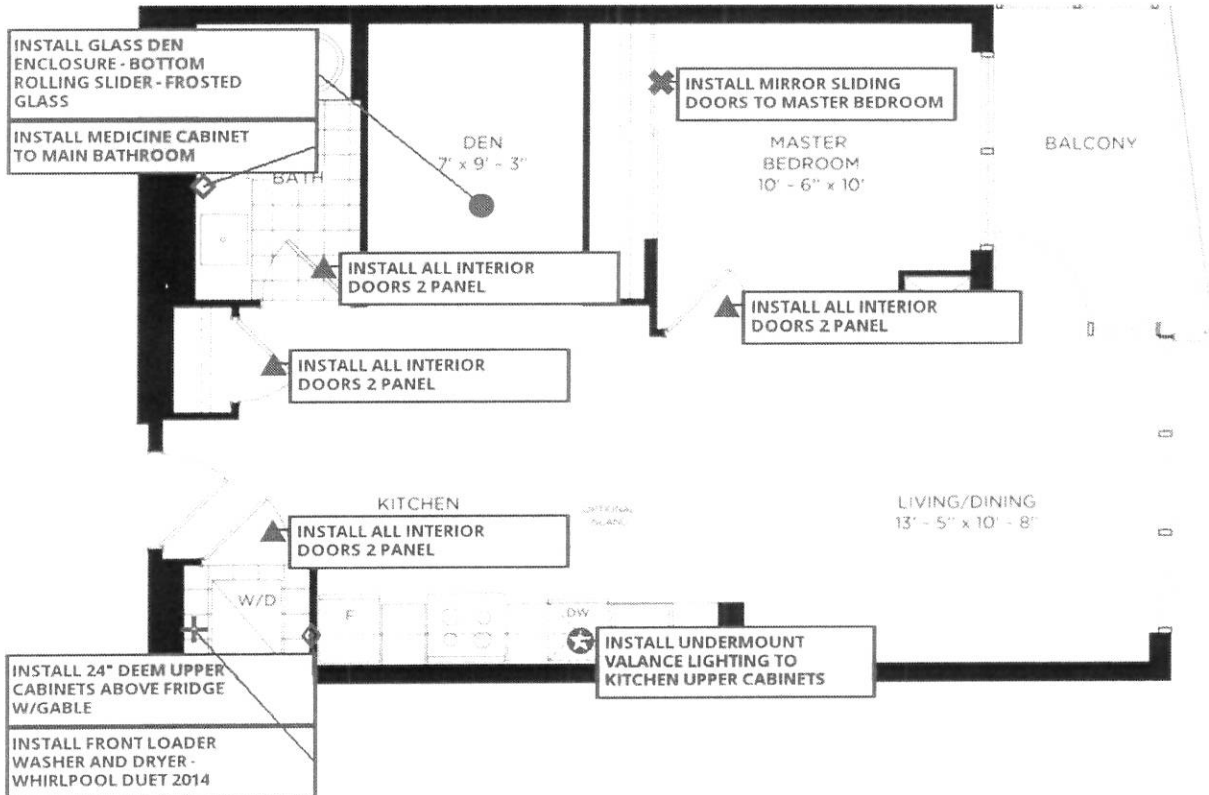 INSTALL GLASS DEN
ENCLOSURE - BOTTOM
ROLLING SLIDER - FROSTED
GLASS
INSTALL MEDICINE CABINET
TO MAIN BATHROOM
BATH
DEN
7' x 9' - 3"
INSTALL MIRROR SLIDING
DOORS TO MASTER BEDROOM
MASTER
BEDROOM
10' - 6" x 10'
BALCONY
INSTALL ALL INTERIOR
DOORS 2 PANEL
INSTALL ALL INTERIOR
DOORS 2 PANEL
INSTALL ALL INTERIOR
DOORS 2 PANEL
KITCHEN
OPTIONAL
ISLAND
LIVING/DINING
13' - 5" x 10' - 8"
INSTALL ALL INTERIOR
DOORS 2 PANEL
W/D
F
DW
INSTALL UNDERMOUNT
VALANCE LIGHTING TO
KITCHEN UPPER CABINETS
INSTALL 24" DEEM UPPER
CABINETS ABOVE FRIDGE
W/GABLE
INSTALL FRONT LOADER
WASHER AND DRYER -
WHIRLPOOL DUET 2014